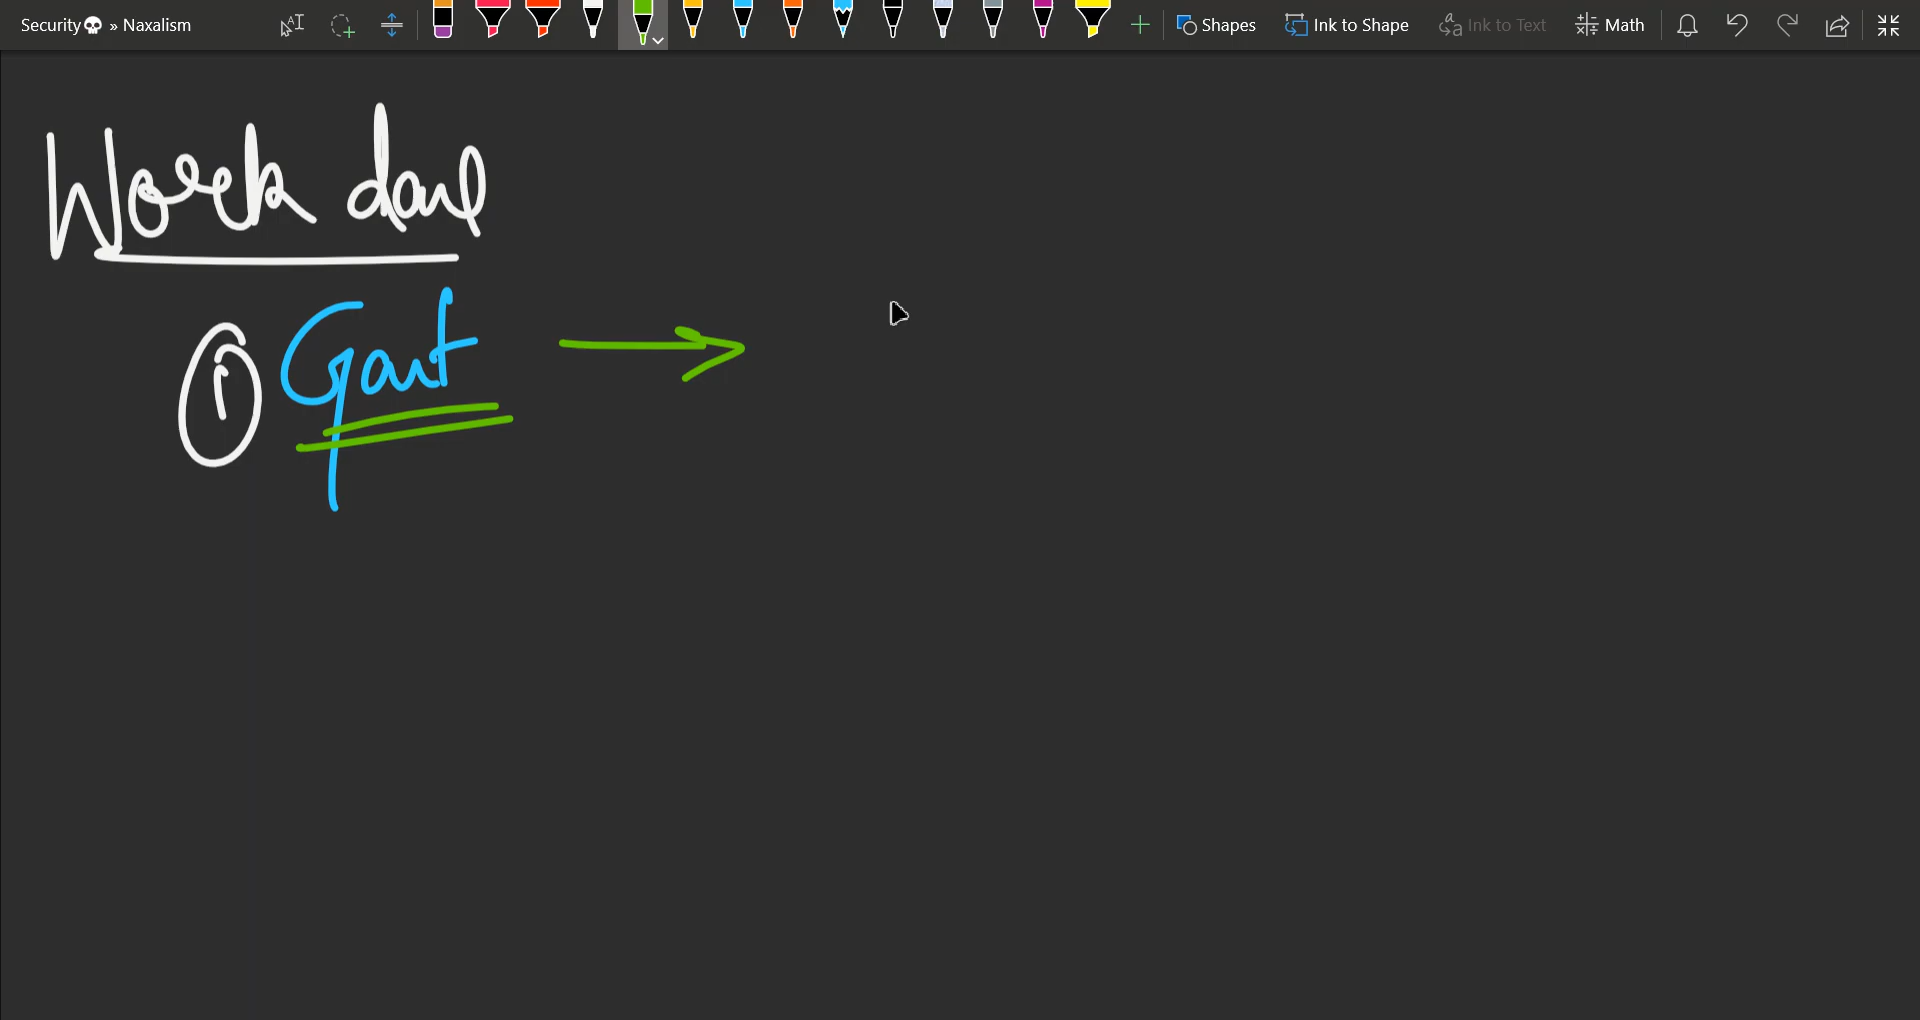 Security💀 » Naxalism Shapes Ink to Shape Ink to Text Math
Work done
① Govt